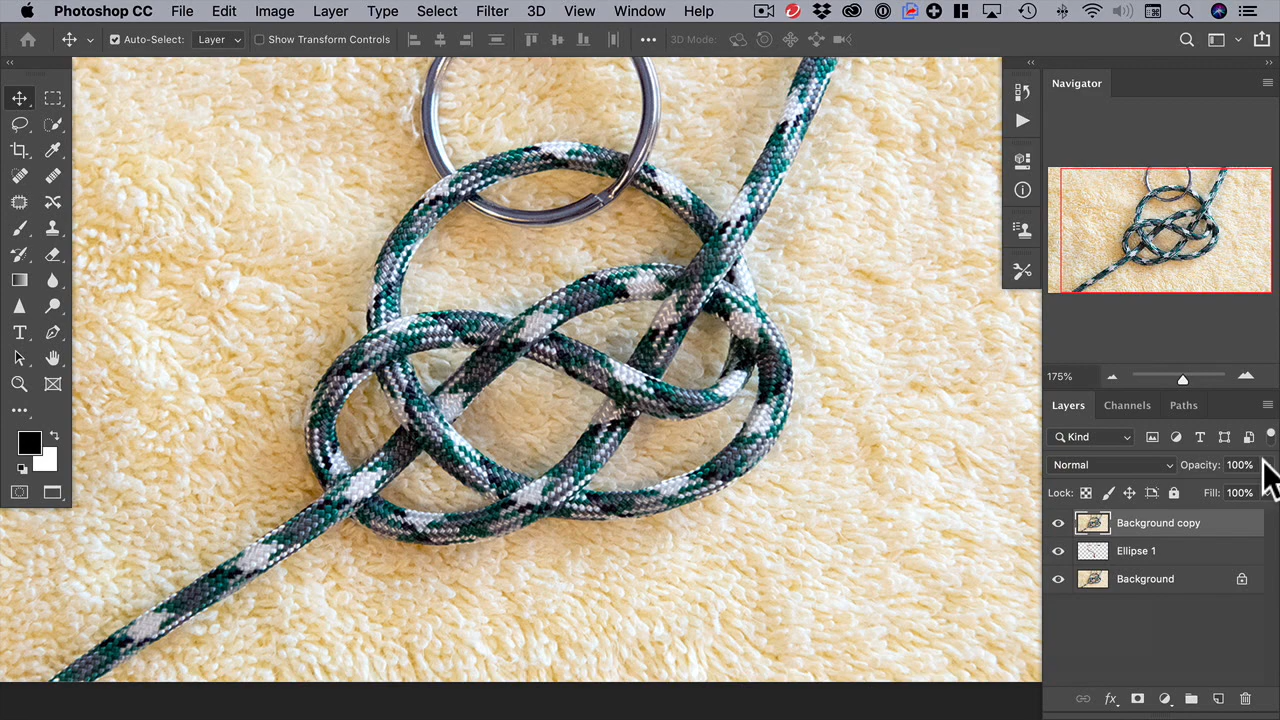 Photoshop CC File Edit Image Layer Type Select Filter 3D View Window Help
Auto-Select: Layer Show Transform Controls 3D Mode:
Navigator
175%
Layers Channels Paths
Kind
Normal Opacity: 100%
Lock: Fill: 100%
Background copy
Ellipse 1
Background